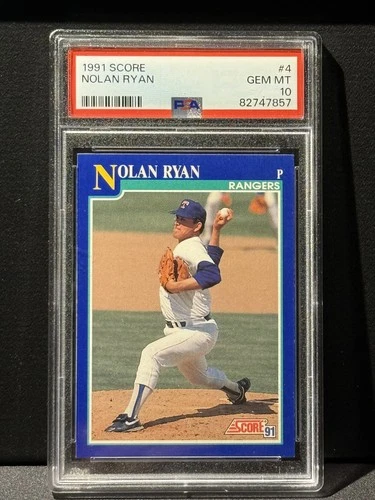 1991 SCORE #4
NOLAN RYAN GEM MT
10
PSA 82747857
NOLAN RYAN P
RANGERS
T
SCORE 91